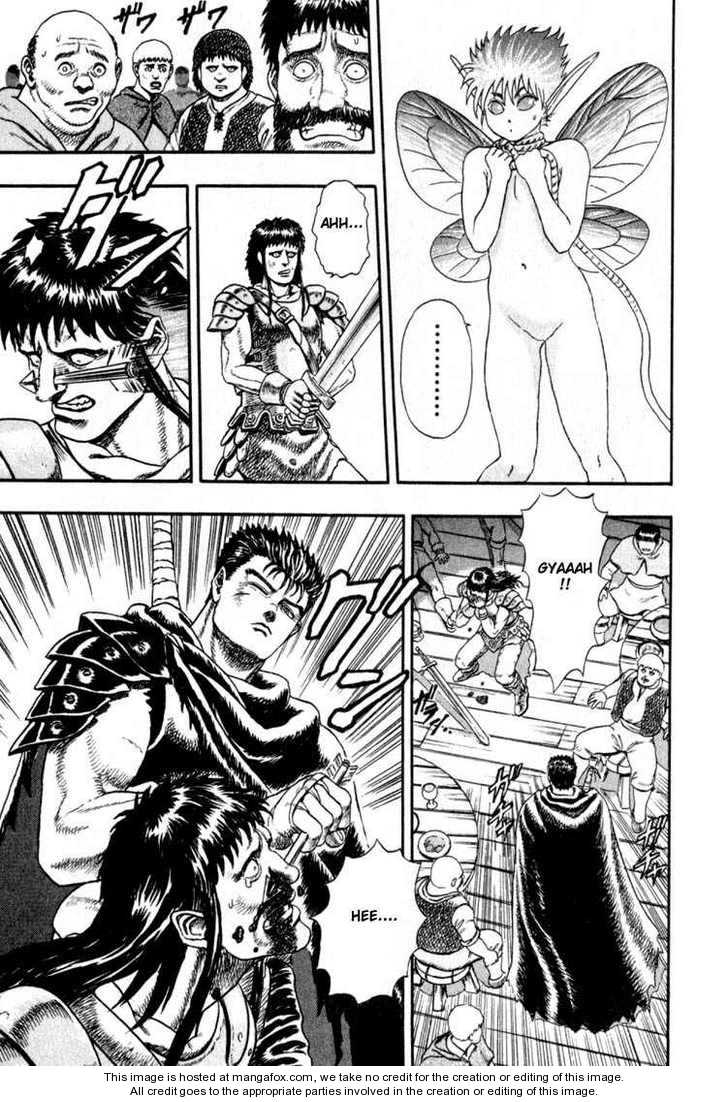 .........
ザワ
ザワ
AHH...
ダン
GYAAAH
!!
HEE....
This image is hosted at mangafox.com, we take no credit for the creation or editing of this image.
All credit goes to the appropriate parties involved in the creation or editing of this image.